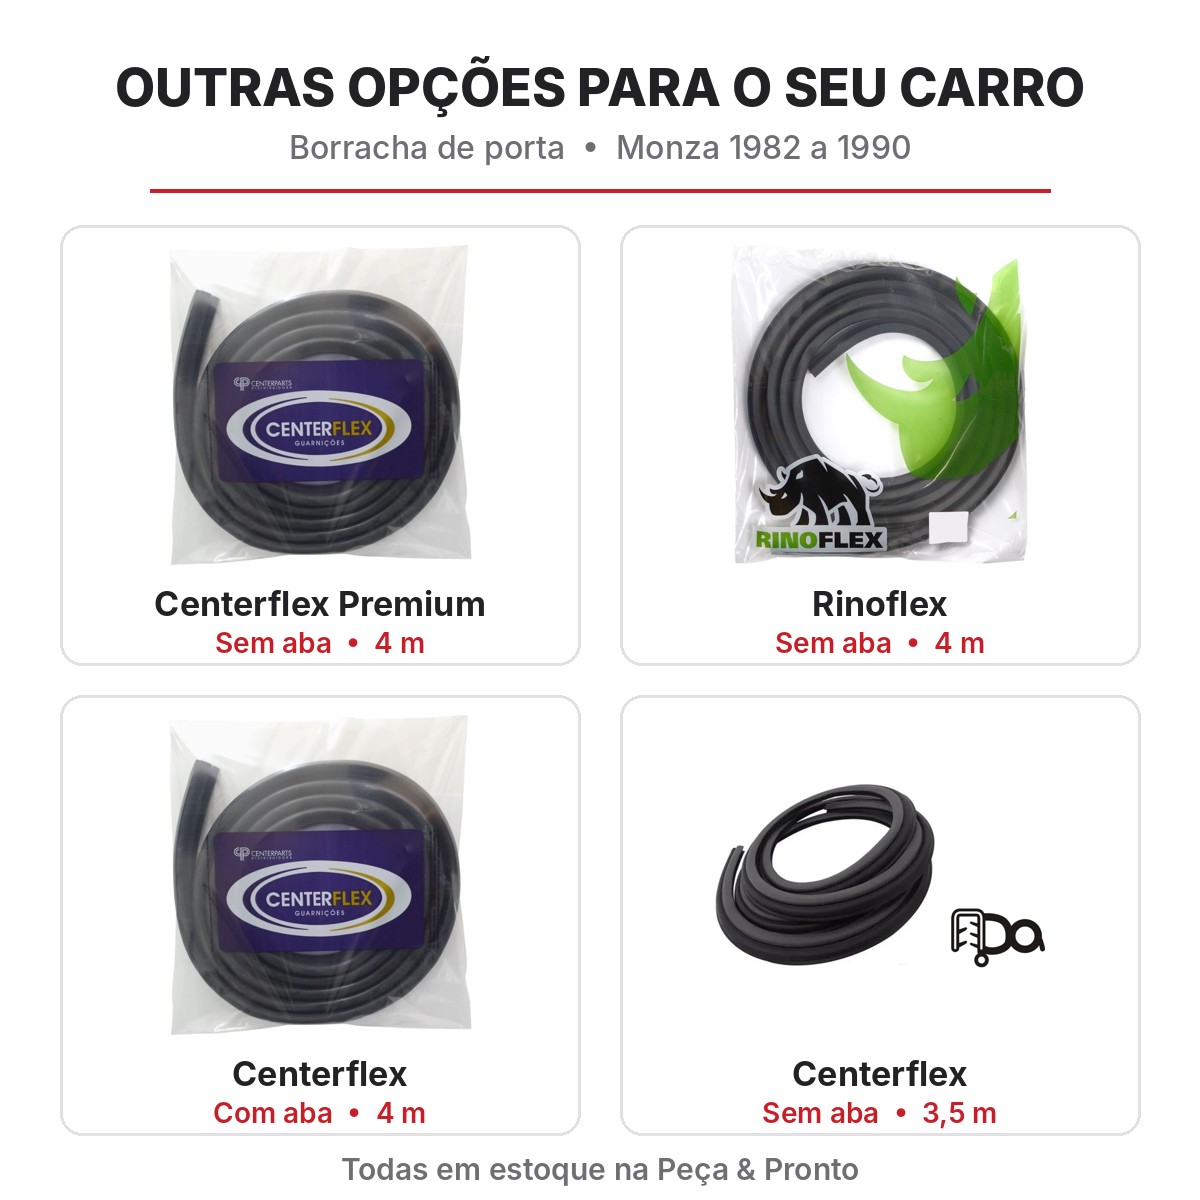 OUTRAS OPÇÕES PARA O SEU CARRO
Borracha de porta • Monza 1982 a 1990
CENTERPARTS
DISTRIBUIDORA
CENTERFLEX
GUARNIÇÕES
RINOFLEX
Centerflex Premium
Sem aba • 4 m
Rinoflex
Sem aba • 4 m
CENTERPARTS
DISTRIBUIDORA
CENTERFLEX
GUARNIÇÕES
Centerflex
Com aba • 4 m
Centerflex
Sem aba • 3,5 m
Todas em estoque na Peça & Pronto